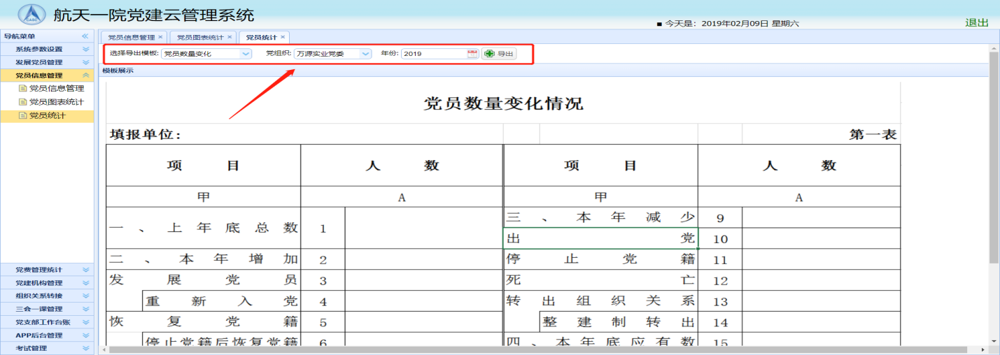 CASC 航天一院党建云管理系统
■ 今天是： 2019年02月09日 星期六 退出
导航菜单
系统参数设置
发展党员管理
党员信息管理
党员信息管理
党员图表统计
党员统计
党费管理统计
党建机构管理
组织关系转接
三会一课管理
党支部工作台账
APP后台管理
考试管理
党员信息管理 × 党员图表统计 × 党员统计 ×
选择导出模板: 党员数量变化 党组织: 万源实业党委 年份: 2019 导出
模板展示
党员数量变化情况
填报单位： 第一表
项 目 人 数 项 目 人 数
甲 A 甲 A
一、上年底总数 1
三、本年减少 9
出党 10
二、本年增加 2 停止党籍 11
发展党员 3 死亡 12
重新入党 4 转出组织关系 13
恢复党籍 5 整建制转出 14
停止党籍后恢复党籍 6 四、本年底应有数 15